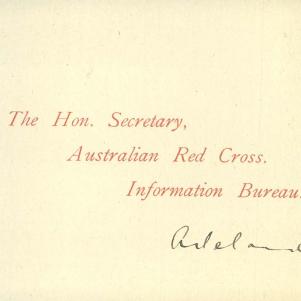 The Hon. Secretary,
Australian Red Cross.
Information Bureau.